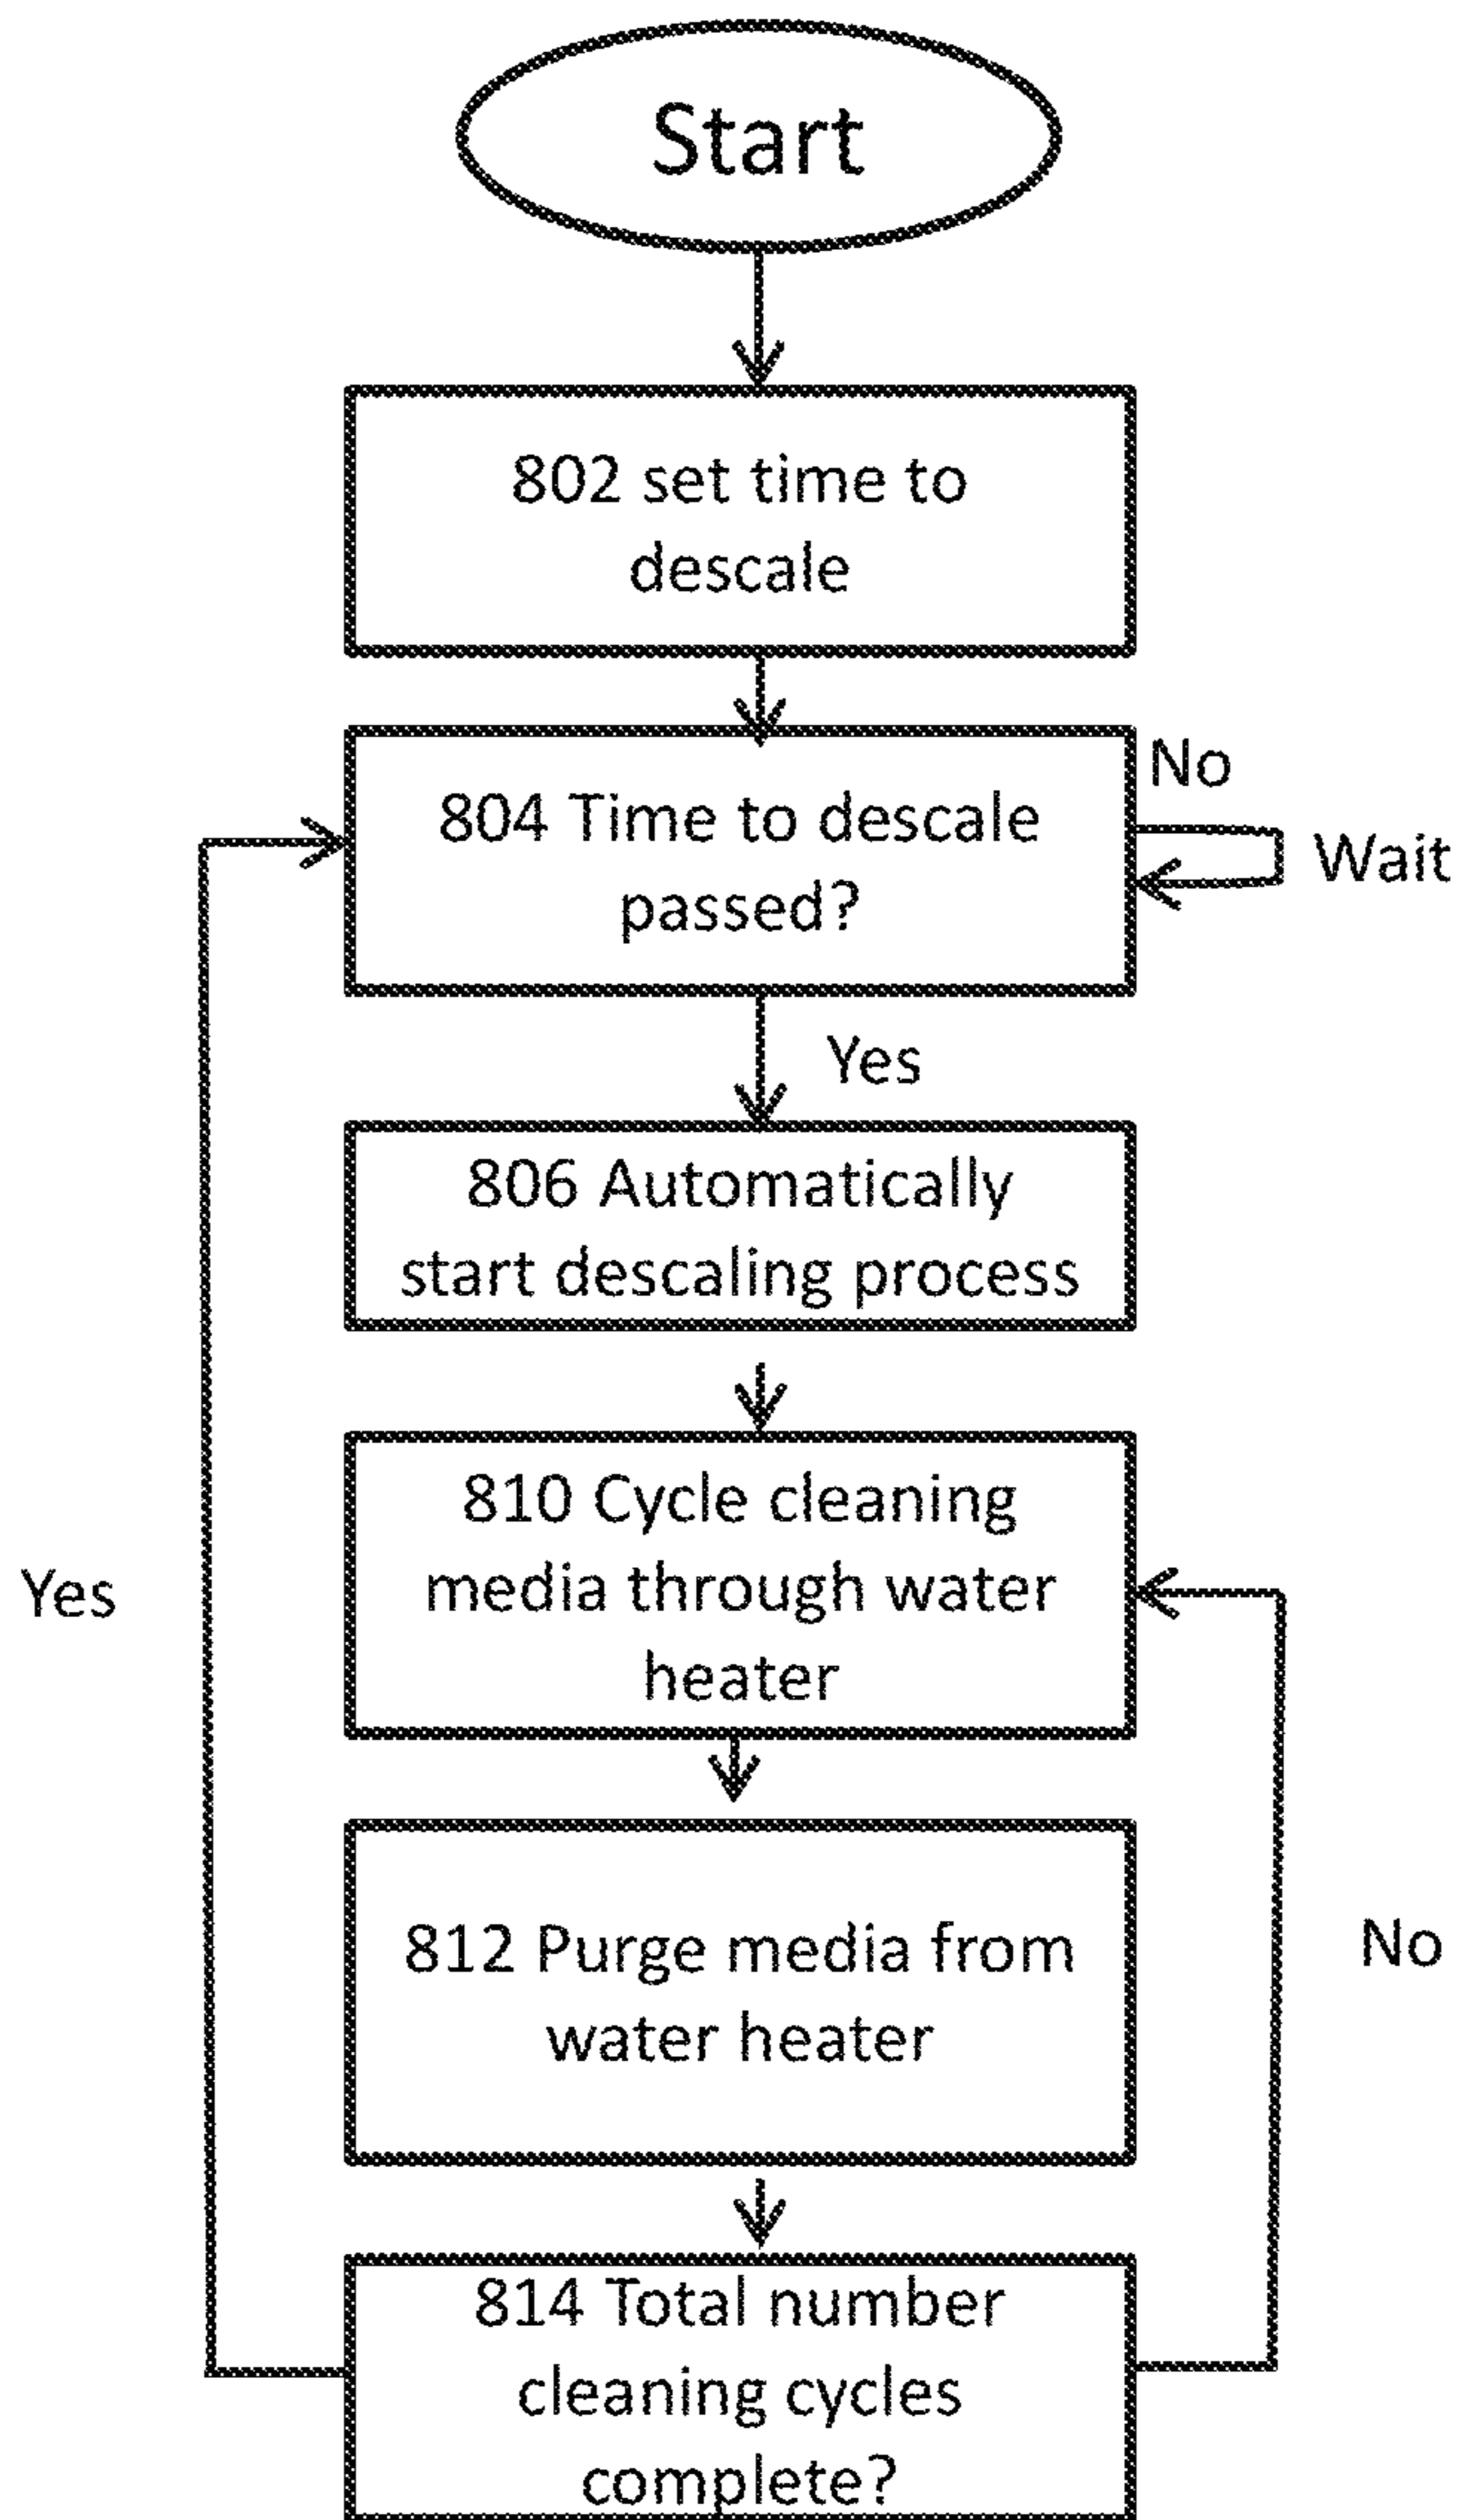 Start
802 set time to
descale
No
804 Time to descale
Wait
passed?
Yes
806 Automatically
start descaling process
810 Cycle cleaning
media through water
heater
Yes
812 Purge media from
water heater
No
814 Total number
cleaning cycles
complete?